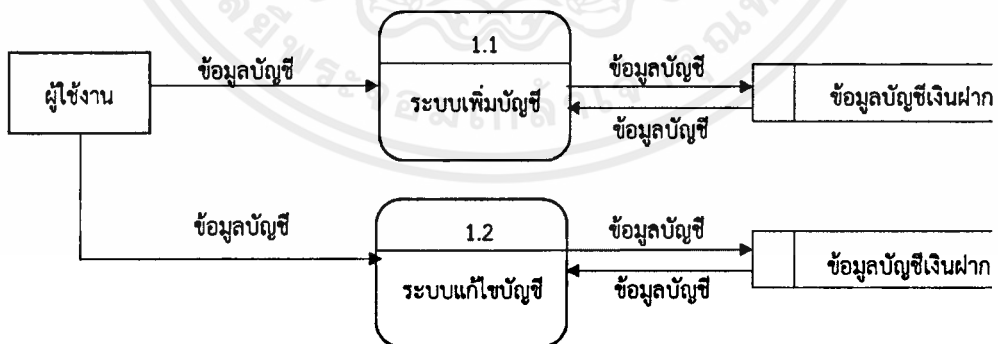 1.1
ข้อมูลบัญชี
ข้อมูลบัญชี
ผู้ใช้งาน
ระบบเพิ่มบัญชี
ข้อมูลบัญชีเงินฝาก
ข้อมูลบัญชี
ข้อมูลบัญชี
1.2
ข้อมูลบัญชี
ระบบแก้ไขบัญชี
ข้อมูลบัญชี
ข้อมูลบัญชีเงินฝาก